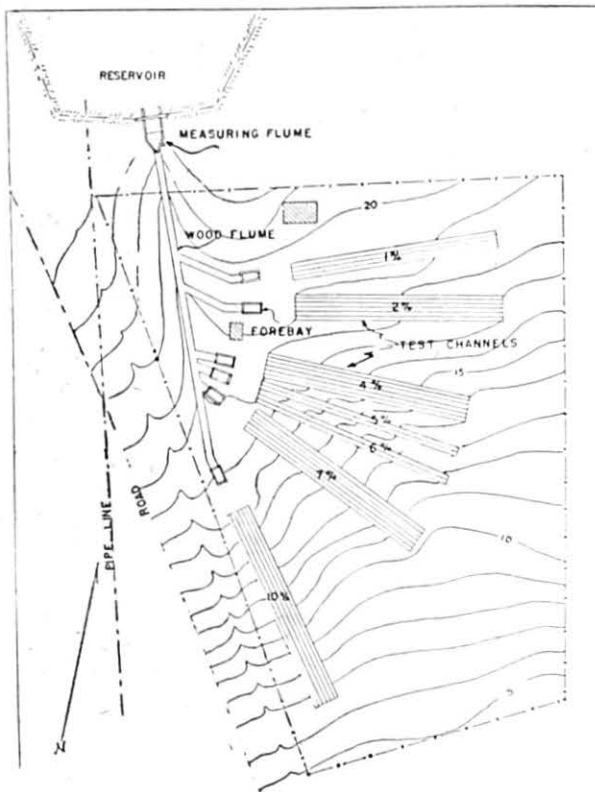 RESERVOIR
MEASURING FLUME
20
WOOD FLUME
1%
2%
FOREBAY
TEST CHANNELS
15
4%
5%
6%
7%
10
ROAD
PIPE LINE
10%
5
N